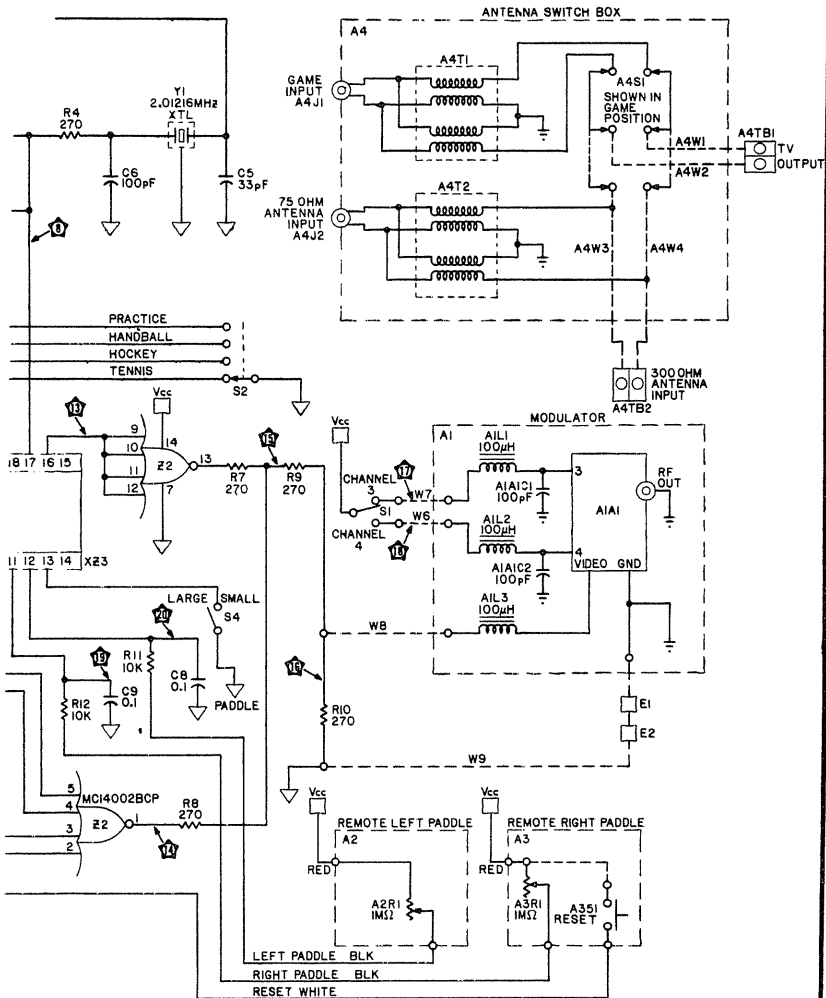 ANTENNA SWITCH BOX
A4
A4T1
GAME
INPUT
A4J1
A4S1
SHOWN IN
GAME
POSITION
A4W1
A4W2
A4TB1
TV
OUTPUT
Y1
2.01216MHz
XTL
R4
270
C6
100pF
C5
33pF
8
A4T2
75 OHM
ANTENNA
INPUT
A4J2
A4W3
A4W4
300 OHM
ANTENNA
INPUT
A4TB2
PRACTICE
HANDBALL
HOCKEY
TENNIS
S2
MODULATOR
Vcc
13
9
10
11
12
14
Z2
13
7
15
R7
270
R9
270
18 17 16 15
11 12 13 14
XZ3
Vcc
A1
CHANNEL
3
S1
CHANNEL
4
17
W7
W6
18
A1L1
100µH
A1A1C1
100pF
A1L2
100µH
A1A1C2
100pF
A1L3
100µH
3
4
A1A1
RF
OUT
VIDEO GND
W8
LARGE SMALL
S4
PADDLE
20
R11
10K
C8
0.1
19
R12
10K
C9
0.1
16
R10
270
E1
E2
W9
MC14002BCP
5
4
3
2
Z2
1
14
R8
270
Vcc
REMOTE LEFT PADDLE
A2
RED
A2R1
1MΩ
Vcc
REMOTE RIGHT PADDLE
A3
RED
A3R1
1MΩ
A3S1
RESET
LEFT PADDLE BLK
RIGHT PADDLE BLK
RESET WHITE